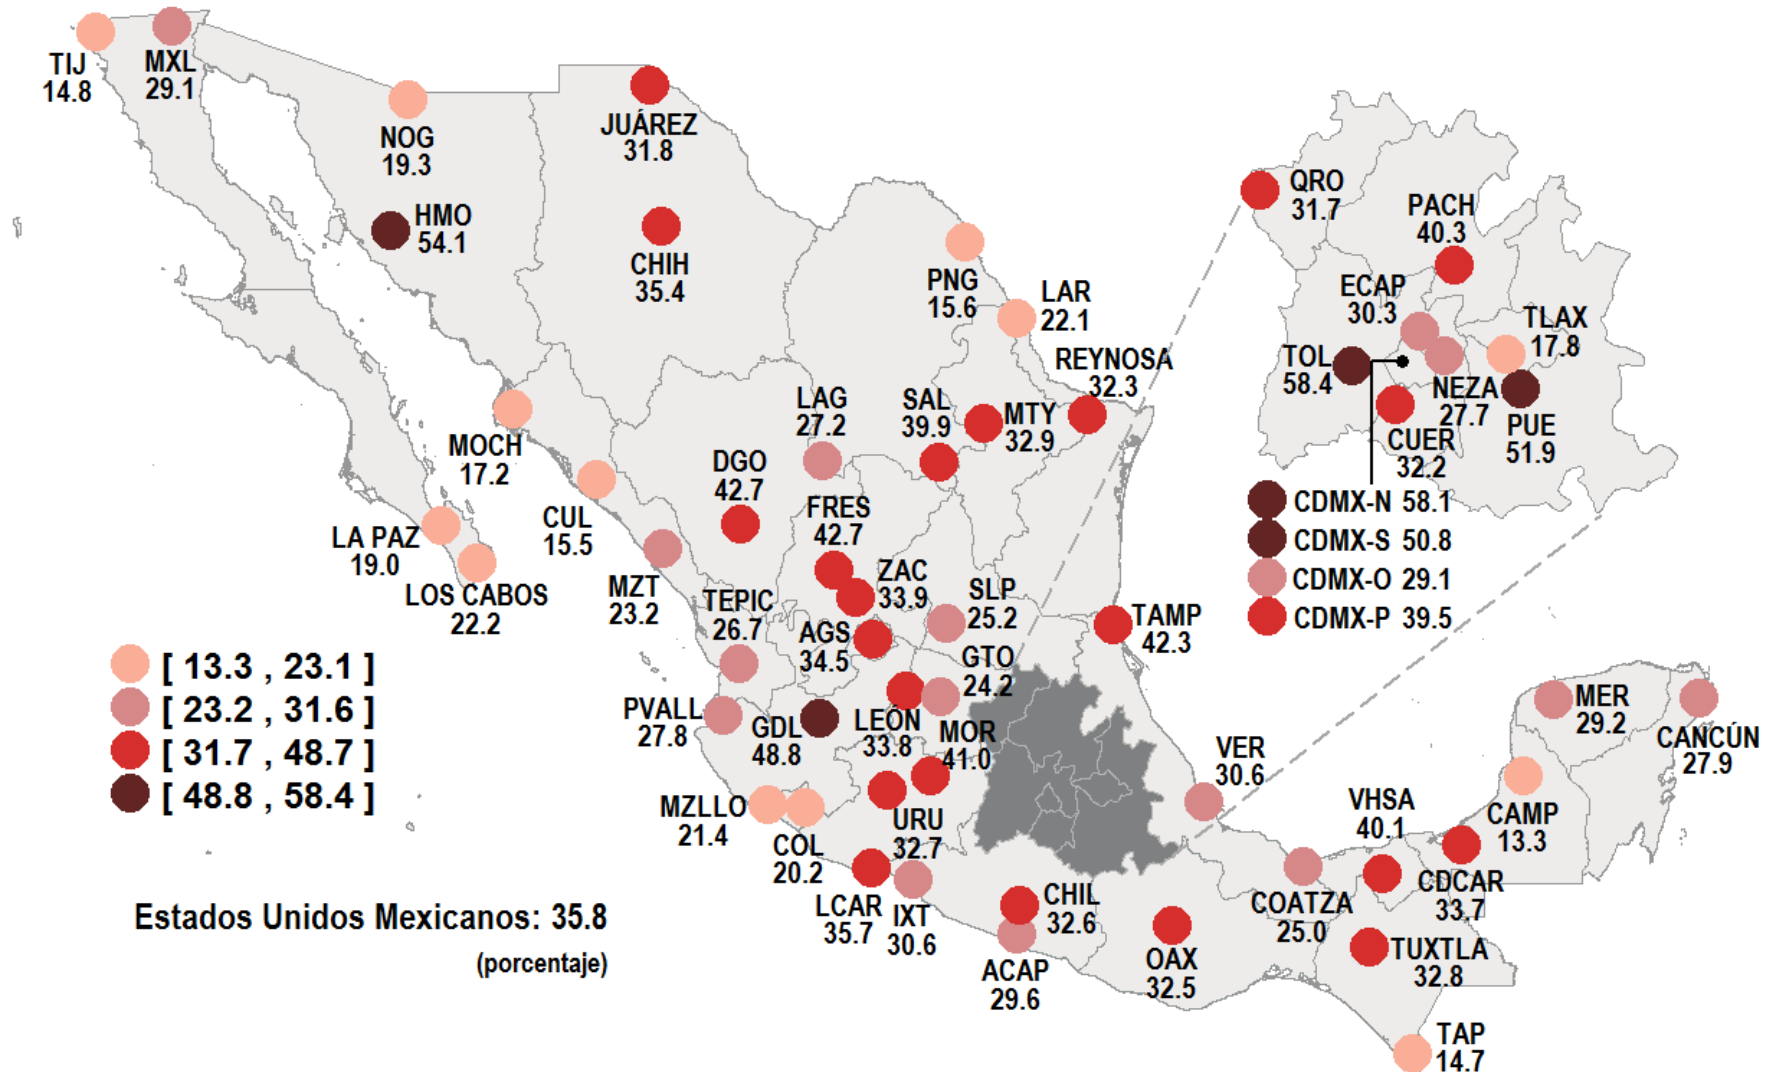 TIJ
14.8
MXL
29.1
NOG
19.3
HMO
54.1
JUÁREZ
31.8
CHIH
35.4
PNG
15.6
LAR
22.1
REYNOSA
32.3
MOCH
17.2
LAG
27.2
SAL
39.9
MTY
32.9
DGO
42.7
CUL
15.5
FRES
42.7
LA PAZ
19.0
LOS CABOS
22.2
MZT
23.2
ZAC
33.9
SLP
25.2
TEPIC
26.7
AGS
34.5
GTO
24.2
TAMP
42.3
PVALL
27.8
GDL
48.8
LEÓN
33.8
MOR
41.0
MZLLO
21.4
COL
20.2
URU
32.7
LCAR
35.7
IXT
30.6
CHIL
32.6
ACAP
29.6
OAX
32.5
VER
30.6
COATZA
25.0
VHSA
40.1
CDCAR
33.7
CAMP
13.3
MER
29.2
CANCÚN
27.9
TUXTLA
32.8
TAP
14.7
QRO
31.7
PACH
40.3
ECAP
30.3
TLAX
17.8
TOL
58.4
NEZA
27.7
CUER
32.2
PUE
51.9
CDMX-N 58.1
CDMX-S 50.8
CDMX-O 29.1
CDMX-P 39.5
[ 13.3 , 23.1 ]
[ 23.2 , 31.6 ]
[ 31.7 , 48.7 ]
[ 48.8 , 58.4 ]
Estados Unidos Mexicanos: 35.8
(porcentaje)